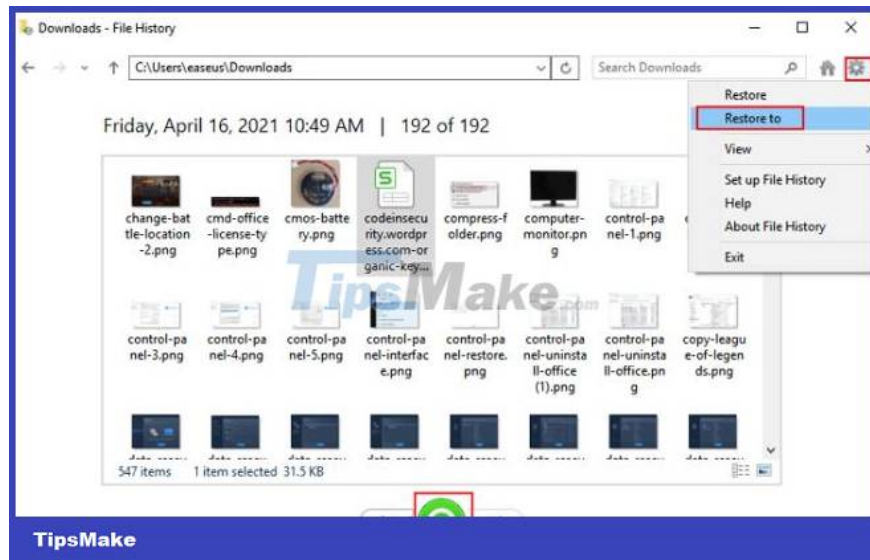 Downloads - File History
C:\Users\easeus\Downloads
Search Downloads
Restore
Restore to
View
Set up File History
Help
About File History
Exit
Friday, April 16, 2021 10:49 AM | 192 of 192
change-bat
tle-location
-2.png
cmd-office
-license-ty
pe.png
cmos-batte
ry.png
codeinsecu
rity.wordpr
ess.com-or
ganic-key...
compress-f
older.png
computer-
monitor.pn
g
control-pa
nel-1.png
TipsMake.com
control-pa
nel-3.png
control-pa
nel-4.png
control-pa
nel-5.png
control-pa
nel-interfac
e.png
control-pa
nel-restore.
png
control-pa
nel-uninsta
ll-office
(1).png
control-pa
nel-uninsta
ll-office.pn
g
copy-leagu
e-of-legen
ds.png
547 items 1 item selected 31.5 KB
TipsMake